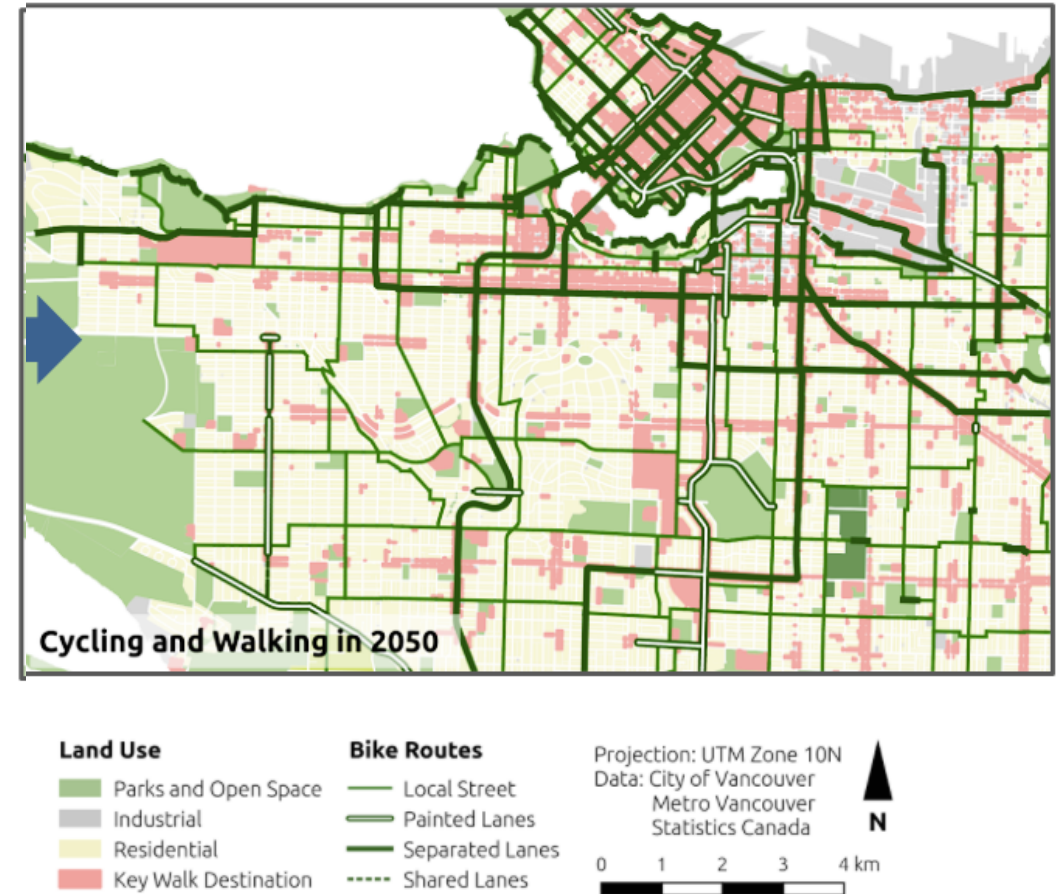 Cycling and Walking in 2050
Land Use
Parks and Open Space
Industrial
Residential
Key Walk Destination
Bike Routes
Local Street
Painted Lanes
Separated Lanes
Shared Lanes
Projection: UTM Zone 10N
Data: City of Vancouver
Metro Vancouver
Statistics Canada
N
0 1 2 3 4 km